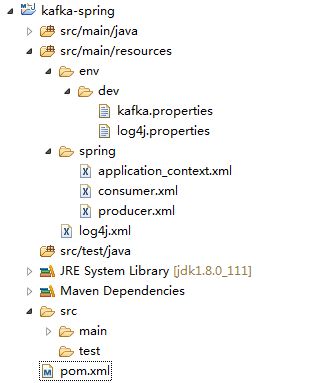 kafka-spring
src/main/java
src/main/resources
env
dev
kafka.properties
log4j.properties
spring
application_context.xml
consumer.xml
producer.xml
log4j.xml
src/test/java
JRE System Library [jdk1.8.0_111]
Maven Dependencies
src
main
test
pom.xml